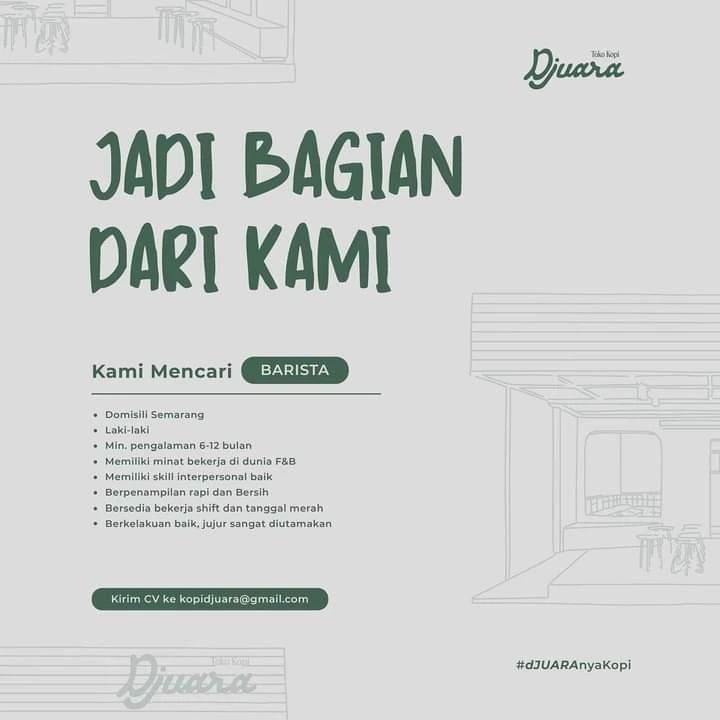 Toko Kopi
Djuara
JADI BAGIAN
DARI KAMI
Kami Mencari BARISTA
Domisili Semarang
Laki-laki
Min. pengalaman 6-12 bulan
Memiliki minat bekerja di dunia F&B
Memiliki skill interpersonal baik
Berpenampilan rapi dan Bersih
Bersedia bekerja shift dan tanggal merah
Berkelakuan baik, jujur sangat diutamakan
Kirim CV ke kopidjuara@gmail.com
Toko Kopi
Djuara
#dJUARAnyaKopi